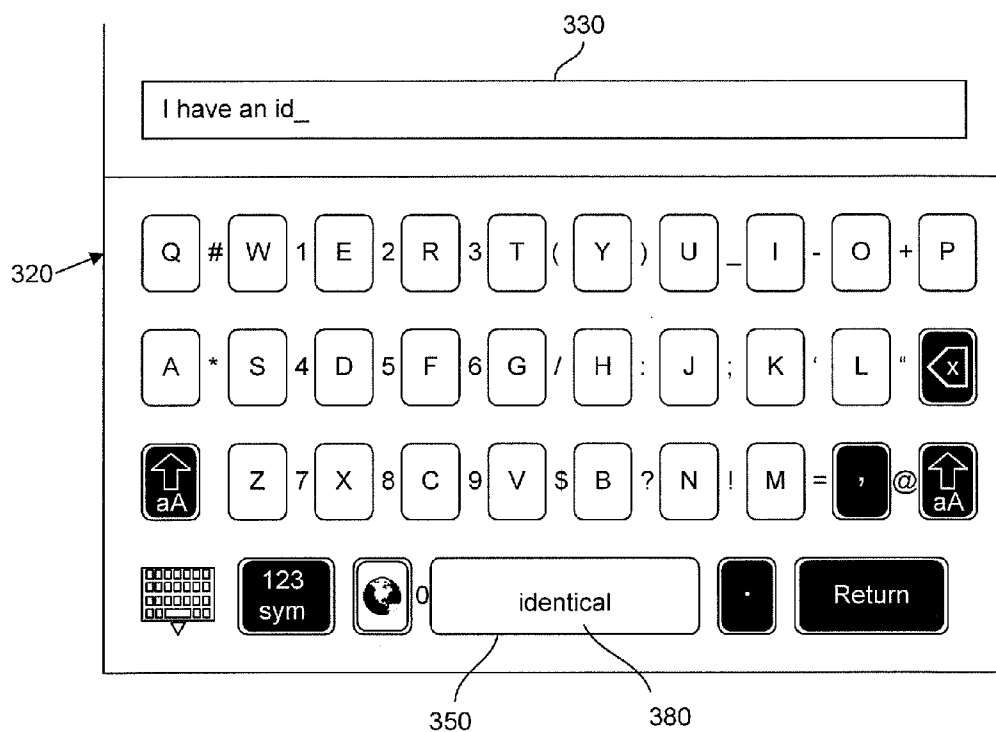 330
I have an id_
320
Q # W 1 E 2 R 3 T ( Y ) U _ I - O + P
A * S 4 D 5 F 6 G / H : J ; K ‘ L “ x
aA Z 7 X 8 C 9 V $ B ? N ! M = , @ aA
123
sym 0 identical . Return
350 380